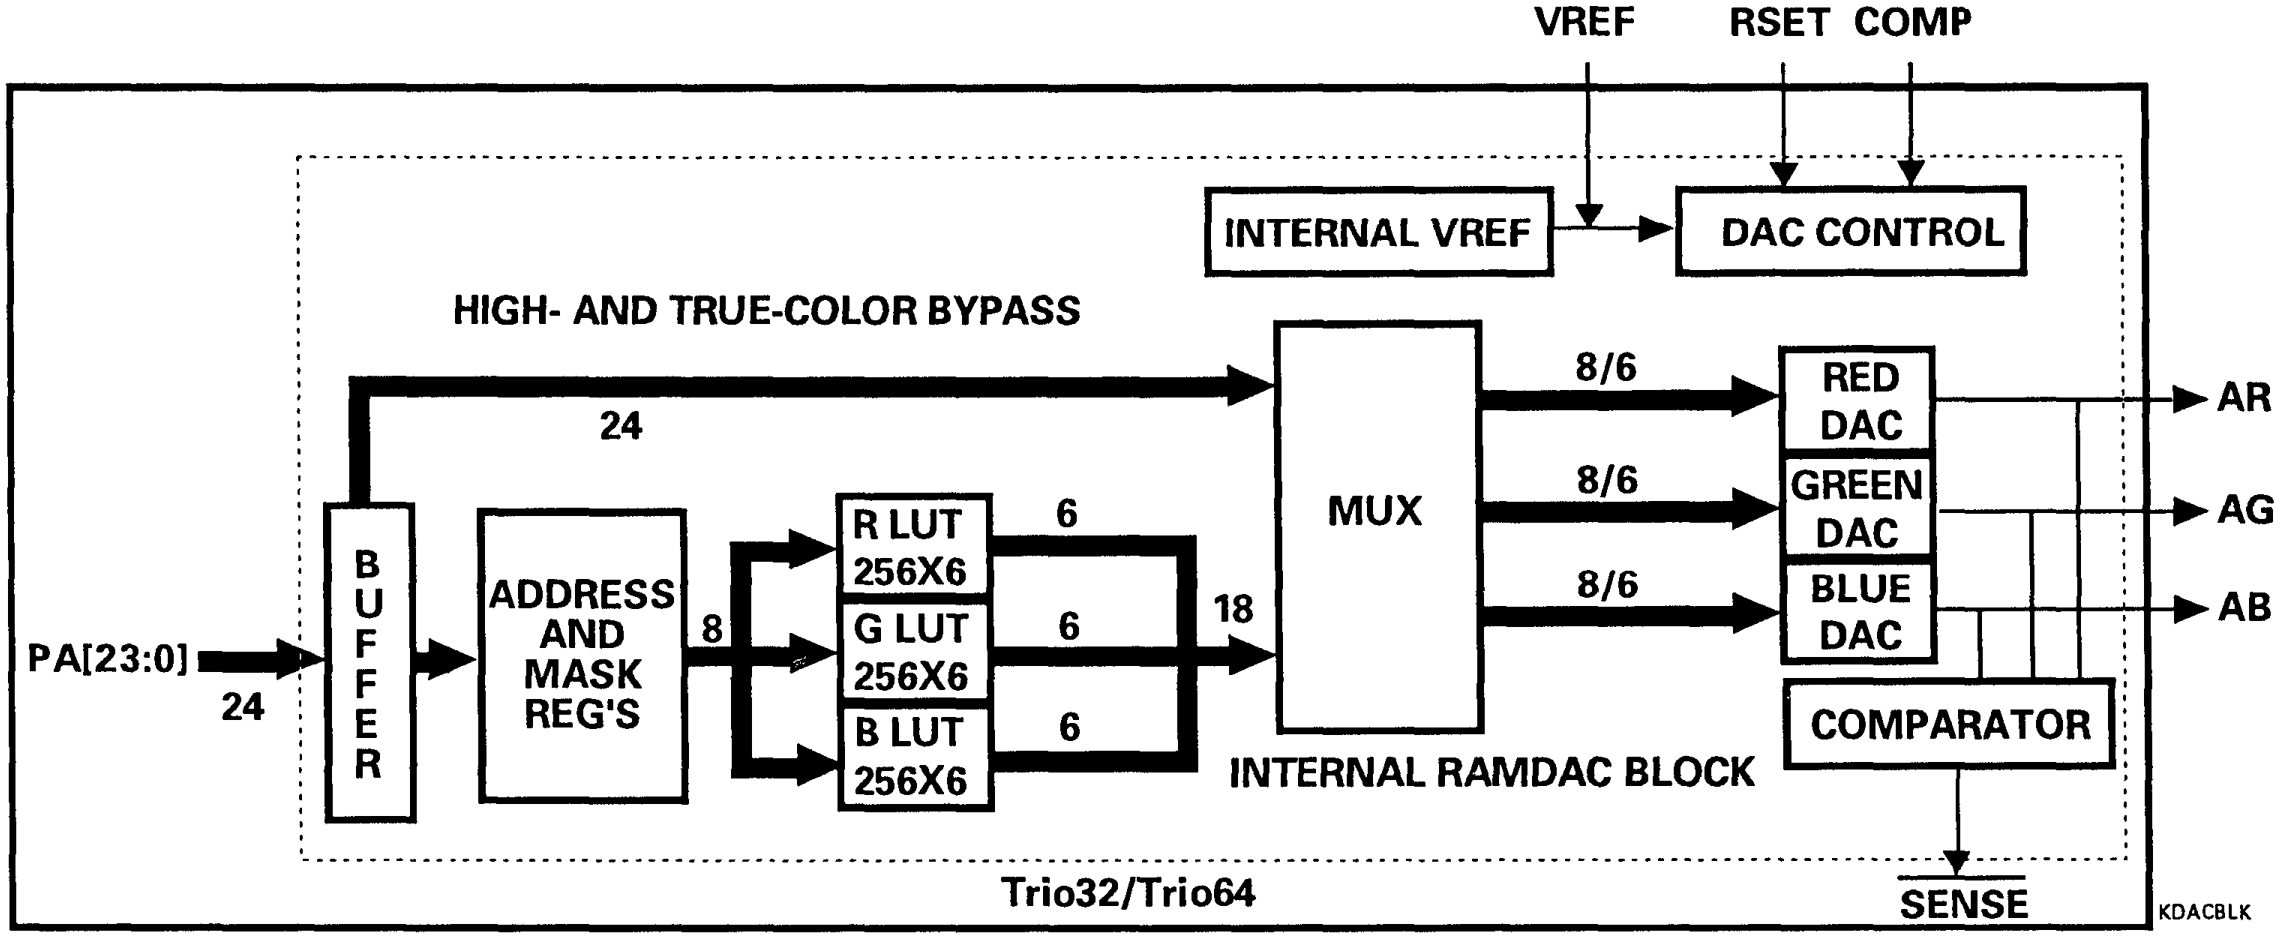 VREF RSET COMP
INTERNAL VREF
DAC CONTROL
HIGH- AND TRUE-COLOR BYPASS
24
8/6
8/6
8/6
RED
DAC
GREEN
DAC
BLUE
DAC
AR
AG
AB
MUX
BUFFER
PA[23:0]
24
ADDRESS
AND
MASK
REG'S
8
R LUT
256X6
G LUT
256X6
B LUT
256X6
6
6
6
18
COMPARATOR
INTERNAL RAMDAC BLOCK
Trio32/Trio64
SENSE
KDACBLK